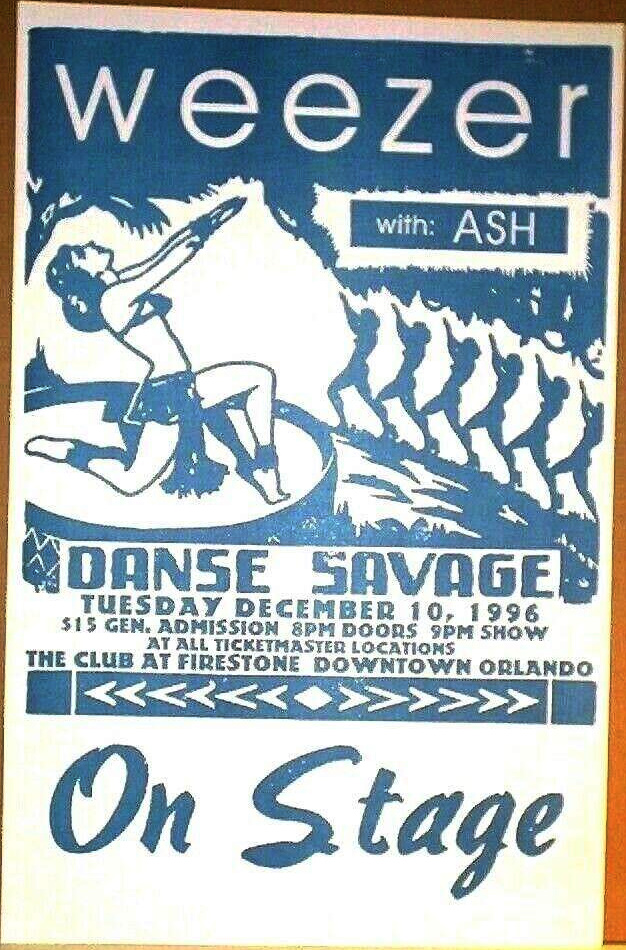 weezer
with: ASH
DANSE SAVAGE
TUESDAY DECEMBER 10, 1996
$15 GEN. ADMISSION 8PM DOORS 9PM SHOW
AT ALL TICKETMASTER LOCATIONS
THE CLUB AT FIRESTONE DOWNTOWN ORLANDO
On Stage